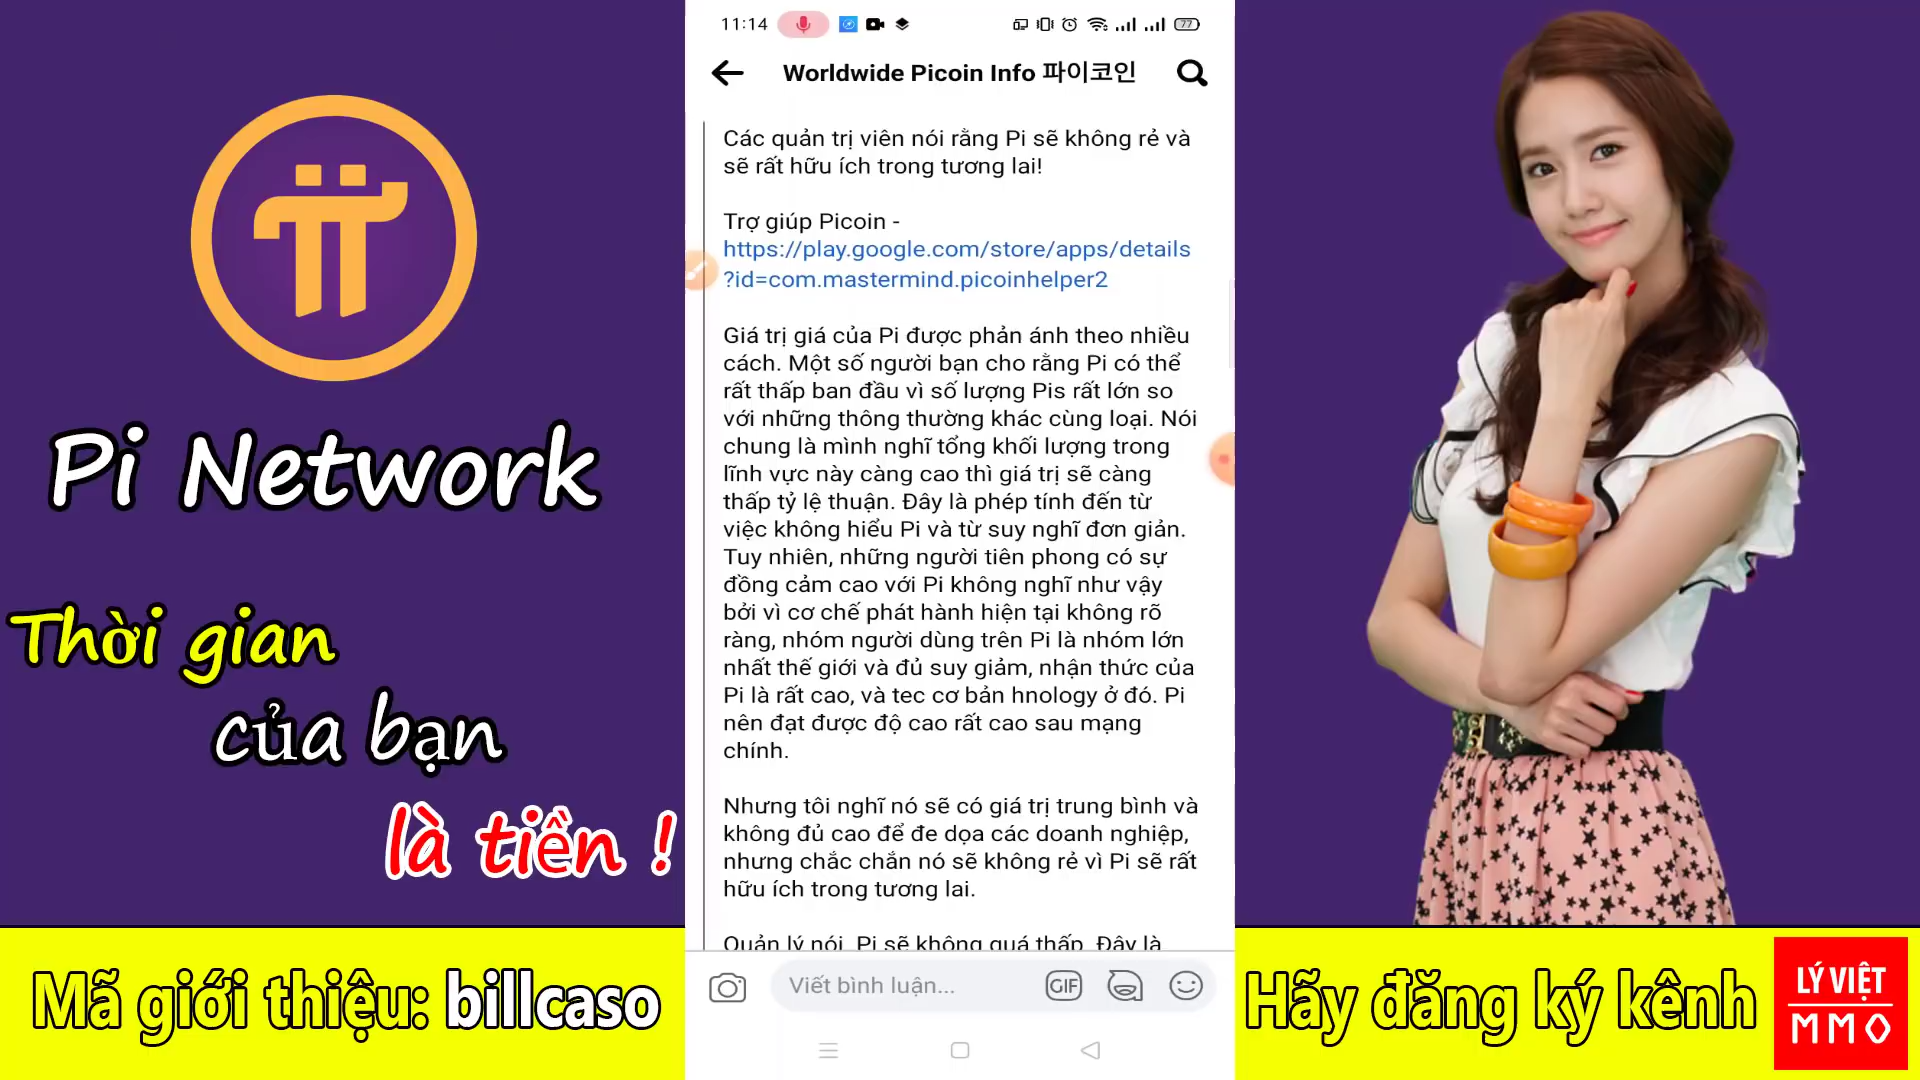 Pi Network
Thời gian
của bạn
là tiền !
Mã giới thiệu: billcaso
11:14
77
Worldwide Picoin Info 파이코인
Các quản trị viên nói rằng Pi sẽ không rẻ và
sẽ rất hữu ích trong tương lai!
Trợ giúp Picoin -
https://play.google.com/store/apps/details
?id=com.mastermind.picoinhelper2
Giá trị giá của Pi được phản ánh theo nhiều
cách. Một số người bạn cho rằng Pi có thể
rất thấp ban đầu vì số lượng Pis rất lớn so
với những thông thường khác cùng loại. Nói
chung là mình nghĩ tổng khối lượng trong
lĩnh vực này càng cao thì giá trị sẽ càng
thấp tỷ lệ thuận. Đây là phép tính đến từ
việc không hiểu Pi và từ suy nghĩ đơn giản.
Tuy nhiên, những người tiên phong có sự
đồng cảm cao với Pi không nghĩ như vậy
bởi vì cơ chế phát hành hiện tại không rõ
ràng, nhóm người dùng trên Pi là nhóm lớn
nhất thế giới và đủ suy giảm, nhận thức của
Pi là rất cao, và tec cơ bản hnology ở đó. Pi
nên đạt được độ cao rất cao sau mạng
chính.
Nhưng tôi nghĩ nó sẽ có giá trị trung bình và
không đủ cao để đe dọa các doanh nghiệp,
nhưng chắc chắn nó sẽ không rẻ vì Pi sẽ rất
hữu ích trong tương lai.
Quản lý nói, Pi sẽ không quá thấp. Đây là
Viết bình luận...
GIF
Hãy đăng ký kênh
LÝ VIỆT
MMO